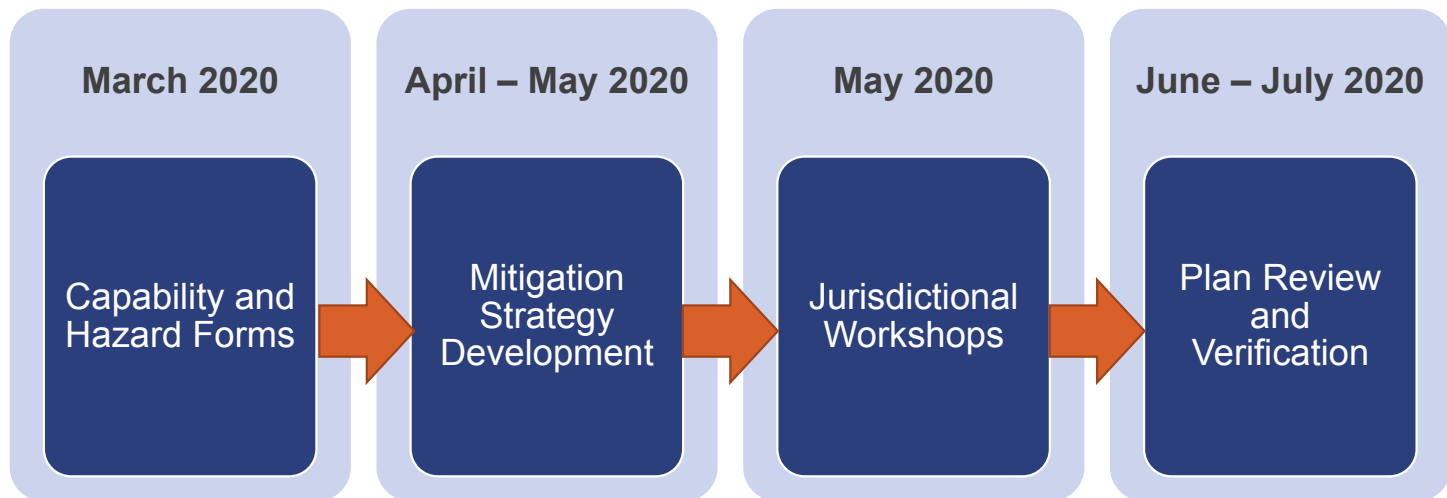 March 2020
April – May 2020
May 2020
June – July 2020
Capability and
Hazard Forms
Mitigation
Strategy
Development
Jurisdictional
Workshops
Plan Review
and
Verification